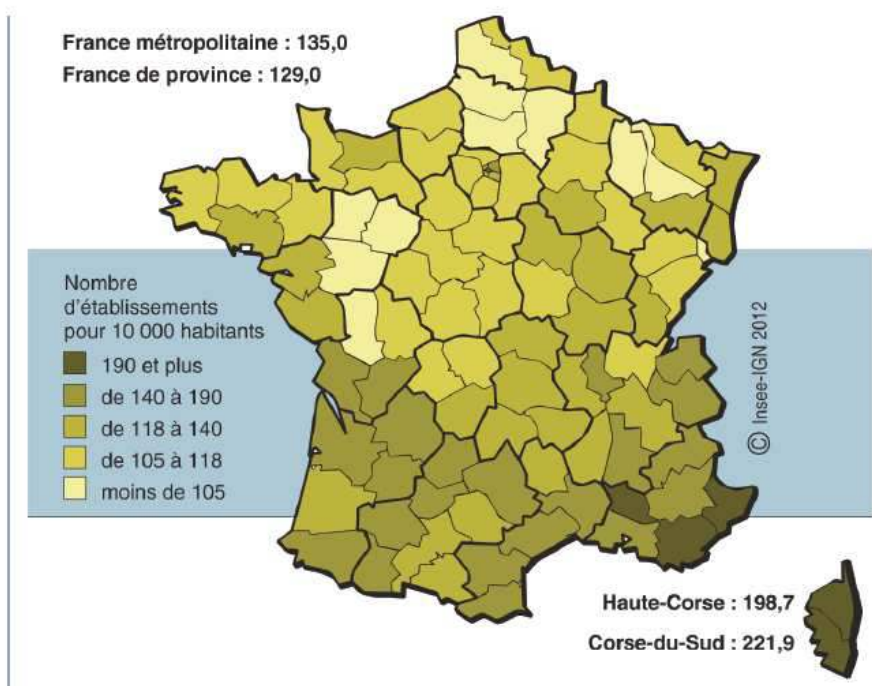 France métropolitaine : 135,0
France de province : 129,0
Nombre
d'établissements
pour 10 000 habitants
190 et plus
de 140 à 190
de 118 à 140
de 105 à 118
moins de 105
© Insee-IGN 2012
Haute-Corse : 198,7
Corse-du-Sud : 221,9